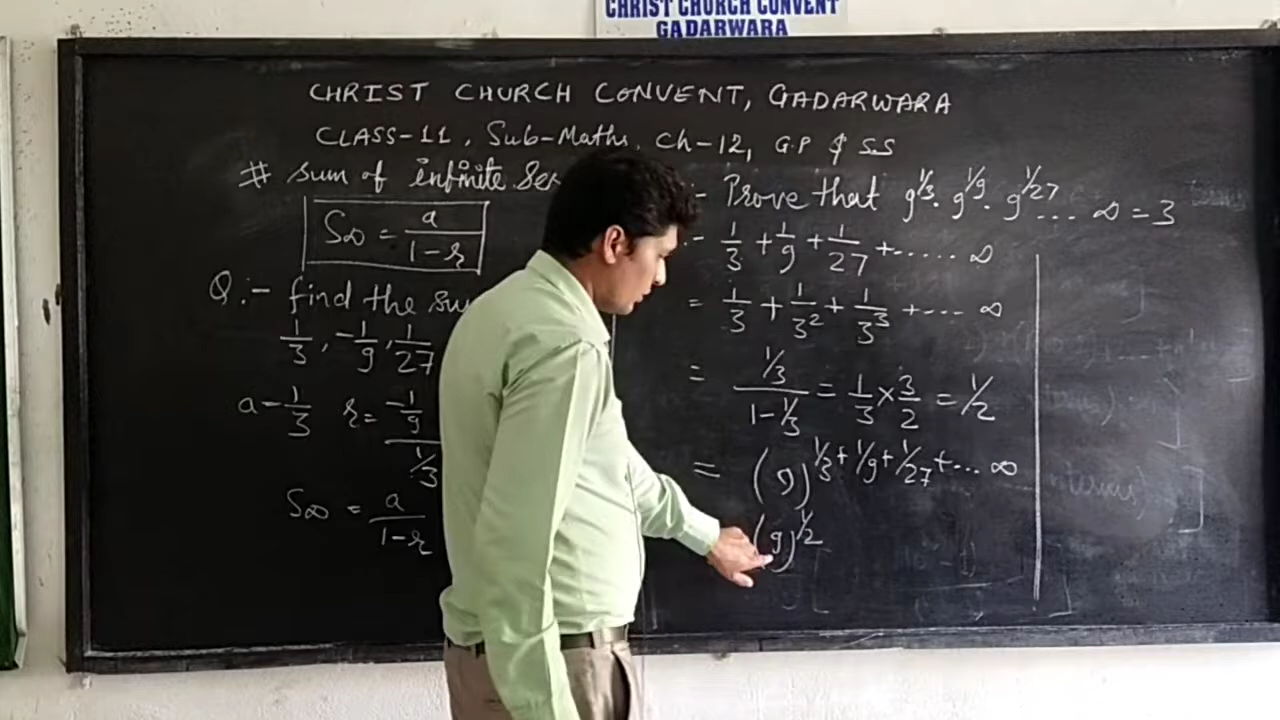 CHRIST CHURCH CONVENT
GADARWARA
CHRIST CHURCH CONVENT, GADARWARA
CLASS-11, Sub-Maths, Ch-12, G.P & S.S
# Sum of infinite Ser
S∞ = a/(1-r)
Q:- find the su
1/3, -1/9, 1/27
a - 1/3 r = (-1/9)/(1/3)
S∞ = a/(1-r)
:- Prove that 9^1/3. 9^1/9. 9^1/27.... ∞ = 3
:- 1/3 + 1/9 + 1/27 + ..... ∞
= 1/3 + 1/3² + 1/3³ + .... ∞
= (1/3)/(1-1/3) = 1/3 × 3/2 = 1/2
= (9)^1/3+1/9+1/27+... ∞
(9)^1/2